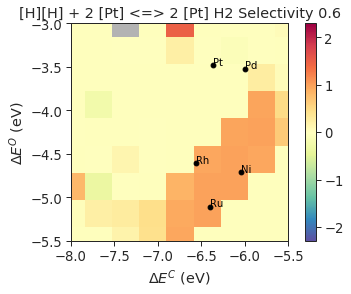 [H][H] + 2 [Pt] <=> 2 [Pt] H2 Selectivity 0.6
−3.0
−3.5
−4.0
−4.5
−5.0
−5.5
ΔE^O (eV)
Pt
Pd
Rh
Ni
Ru
−8.0 −7.5 −7.0 −6.5 −6.0 −5.5
ΔE^C (eV)
2
1
0
−1
−2